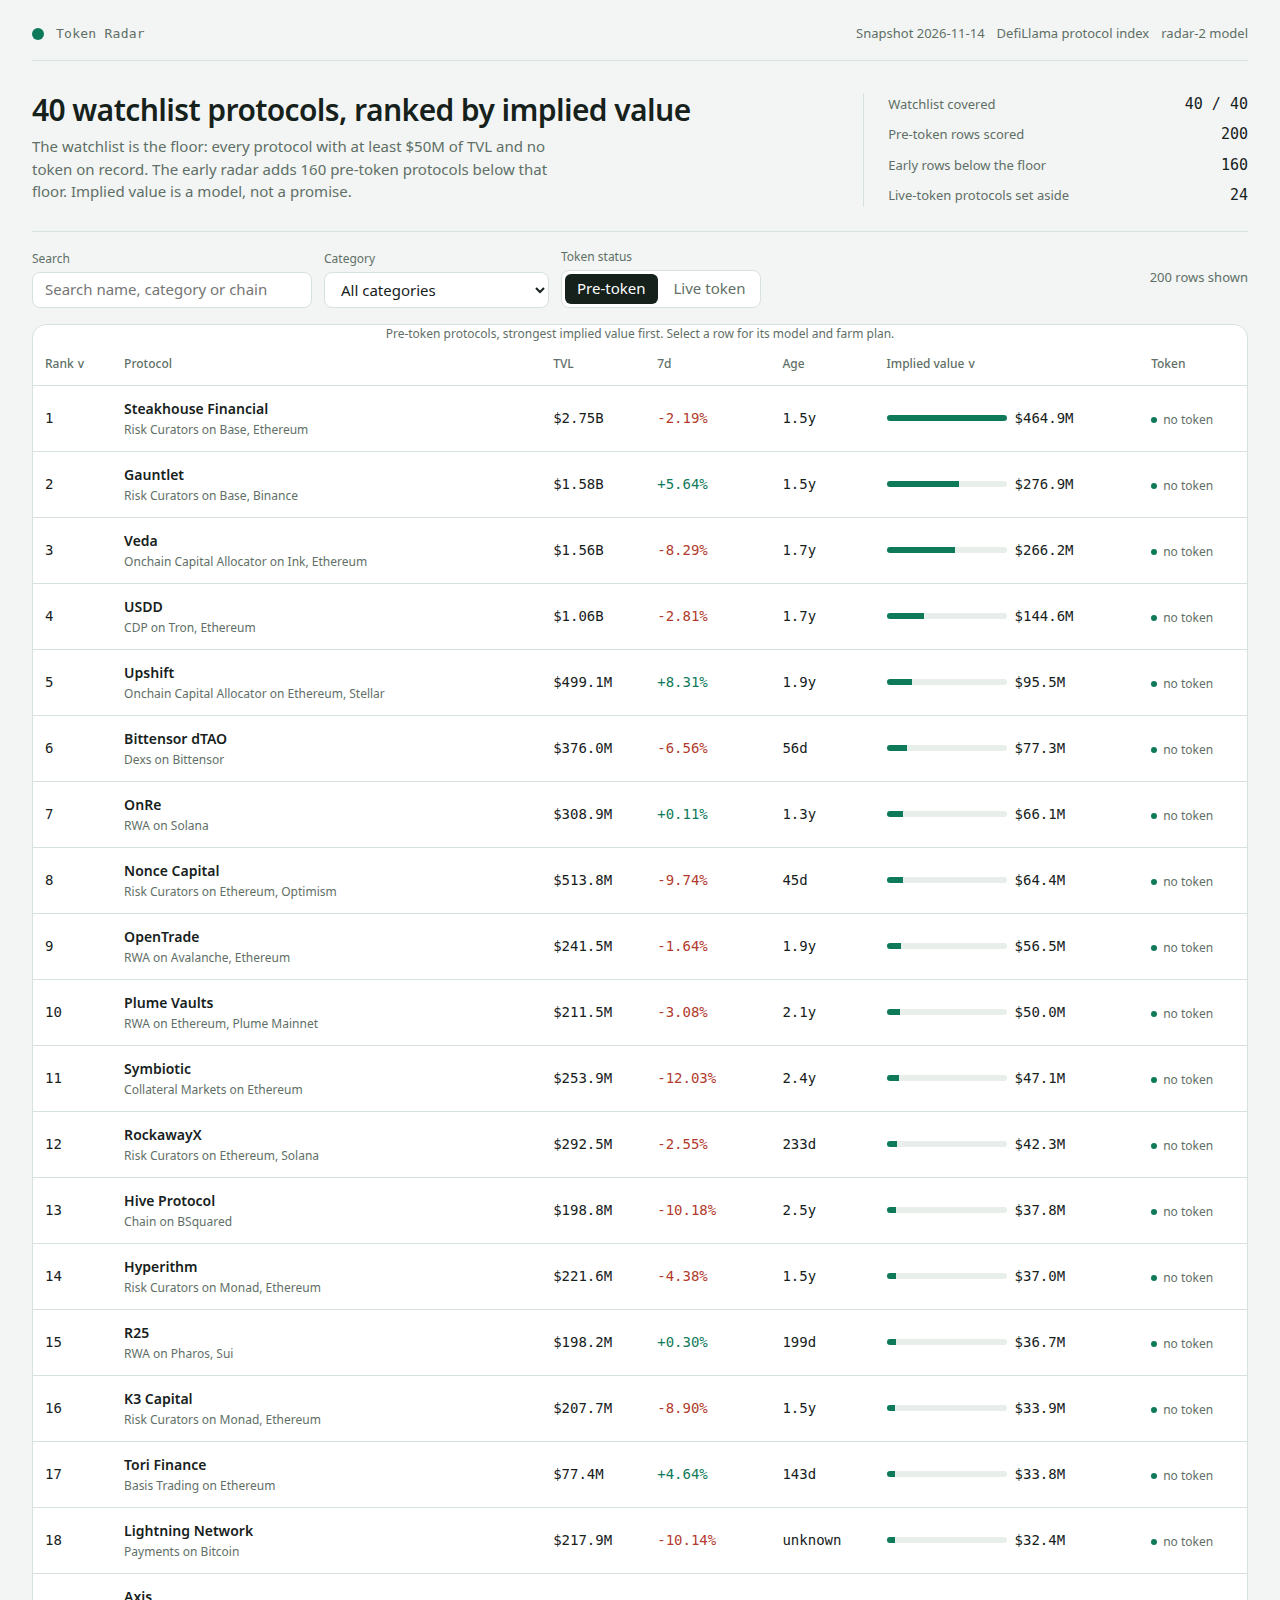 Token Radar
Snapshot 2026-11-14 DefiLlama protocol index radar-2 model
40 watchlist protocols, ranked by implied value
The watchlist is the floor: every protocol with at least $50M of TVL and no
token on record. The early radar adds 160 pre-token protocols below that
floor. Implied value is a model, not a promise.
Watchlist covered 40 / 40
Pre-token rows scored 200
Early rows below the floor 160
Live-token protocols set aside 24
Search
Category
Token status
Search name, category or chain
All categories
Pre-token Live token
200 rows shown
Pre-token protocols, strongest implied value first. Select a row for its model and farm plan.
Rank v Protocol TVL 7d Age Implied value v Token
1 Steakhouse Financial $2.75B -2.19% 1.5y $464.9M no token
Risk Curators on Base, Ethereum
2 Gauntlet $1.58B +5.64% 1.5y $276.9M no token
Risk Curators on Base, Binance
3 Veda $1.56B -8.29% 1.7y $266.2M no token
Onchain Capital Allocator on Ink, Ethereum
4 USDD $1.06B -2.81% 1.7y $144.6M no token
CDP on Tron, Ethereum
5 Upshift $499.1M +8.31% 1.9y $95.5M no token
Onchain Capital Allocator on Ethereum, Stellar
6 Bittensor dTAO $376.0M -6.56% 56d $77.3M no token
Dexs on Bittensor
7 OnRe $308.9M +0.11% 1.3y $66.1M no token
RWA on Solana
8 Nonce Capital $513.8M -9.74% 45d $64.4M no token
Risk Curators on Ethereum, Optimism
9 OpenTrade $241.5M -1.64% 1.9y $56.5M no token
RWA on Avalanche, Ethereum
10 Plume Vaults $211.5M -3.08% 2.1y $50.0M no token
RWA on Ethereum, Plume Mainnet
11 Symbiotic $253.9M -12.03% 2.4y $47.1M no token
Collateral Markets on Ethereum
12 RockawayX $292.5M -2.55% 233d $42.3M no token
Risk Curators on Ethereum, Solana
13 Hive Protocol $198.8M -10.18% 2.5y $37.8M no token
Chain on BSquared
14 Hyperithm $221.6M -4.38% 1.5y $37.0M no token
Risk Curators on Monad, Ethereum
15 R25 $198.2M +0.30% 199d $36.7M no token
RWA on Pharos, Sui
16 K3 Capital $207.7M -8.90% 1.5y $33.9M no token
Risk Curators on Monad, Ethereum
17 Tori Finance $77.4M +4.64% 143d $33.8M no token
Basis Trading on Ethereum
18 Lightning Network $217.9M -10.14% unknown $32.4M no token
Payments on Bitcoin
Axis